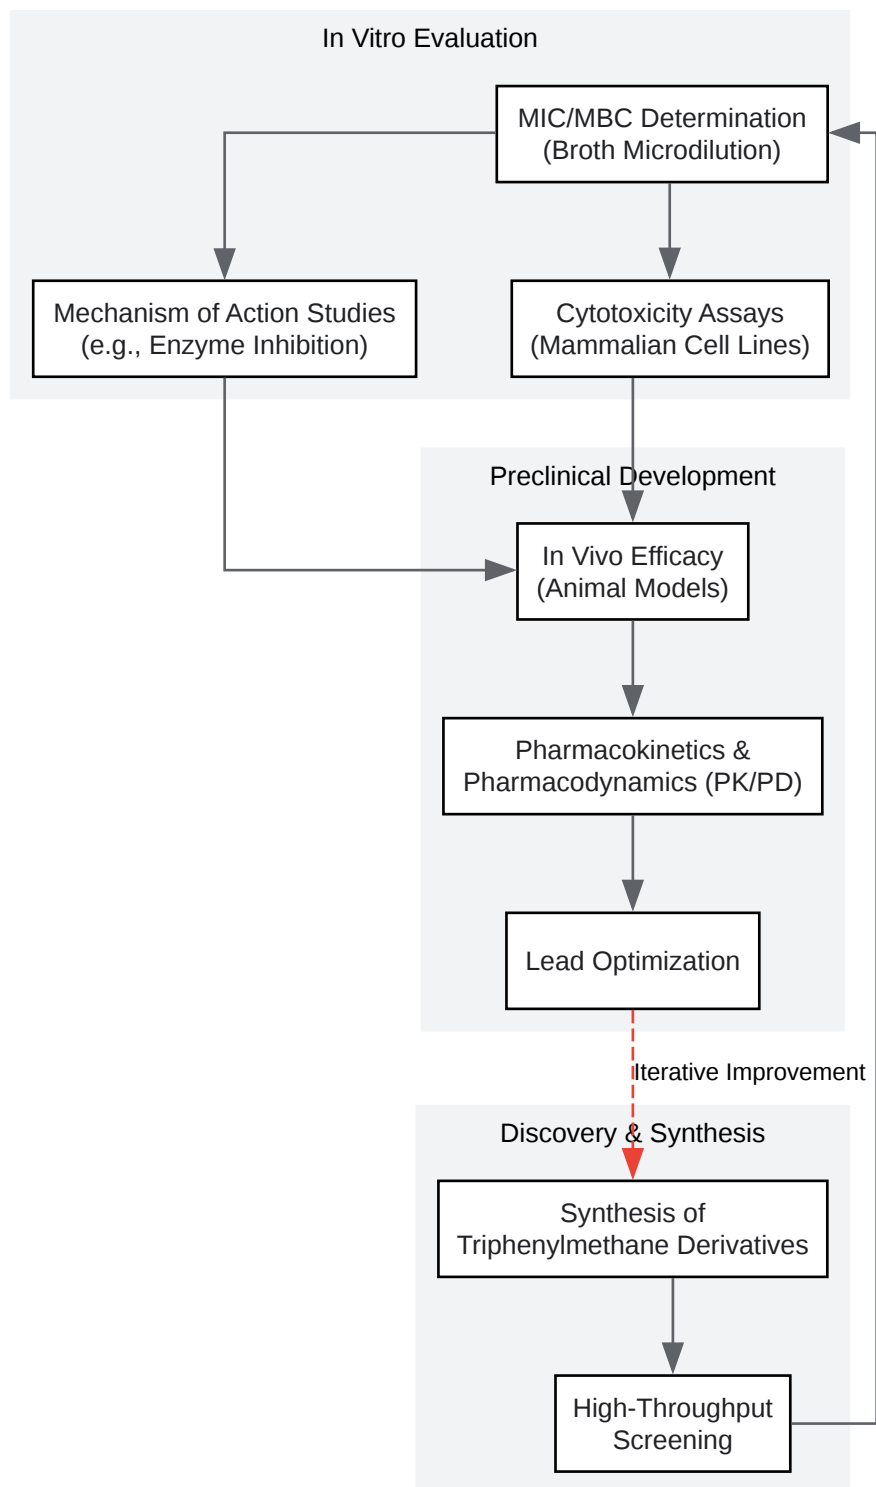 In Vitro Evaluation
MIC/MBC Determination
(Broth Microdilution)
Mechanism of Action Studies
(e.g., Enzyme Inhibition)
Cytotoxicity Assays
(Mammalian Cell Lines)
Preclinical Development
In Vivo Efficacy
(Animal Models)
Pharmacokinetics &
Pharmacodynamics (PK/PD)
Lead Optimization
Iterative Improvement
Discovery & Synthesis
Synthesis of
Triphenylmethane Derivatives
High-Throughput
Screening